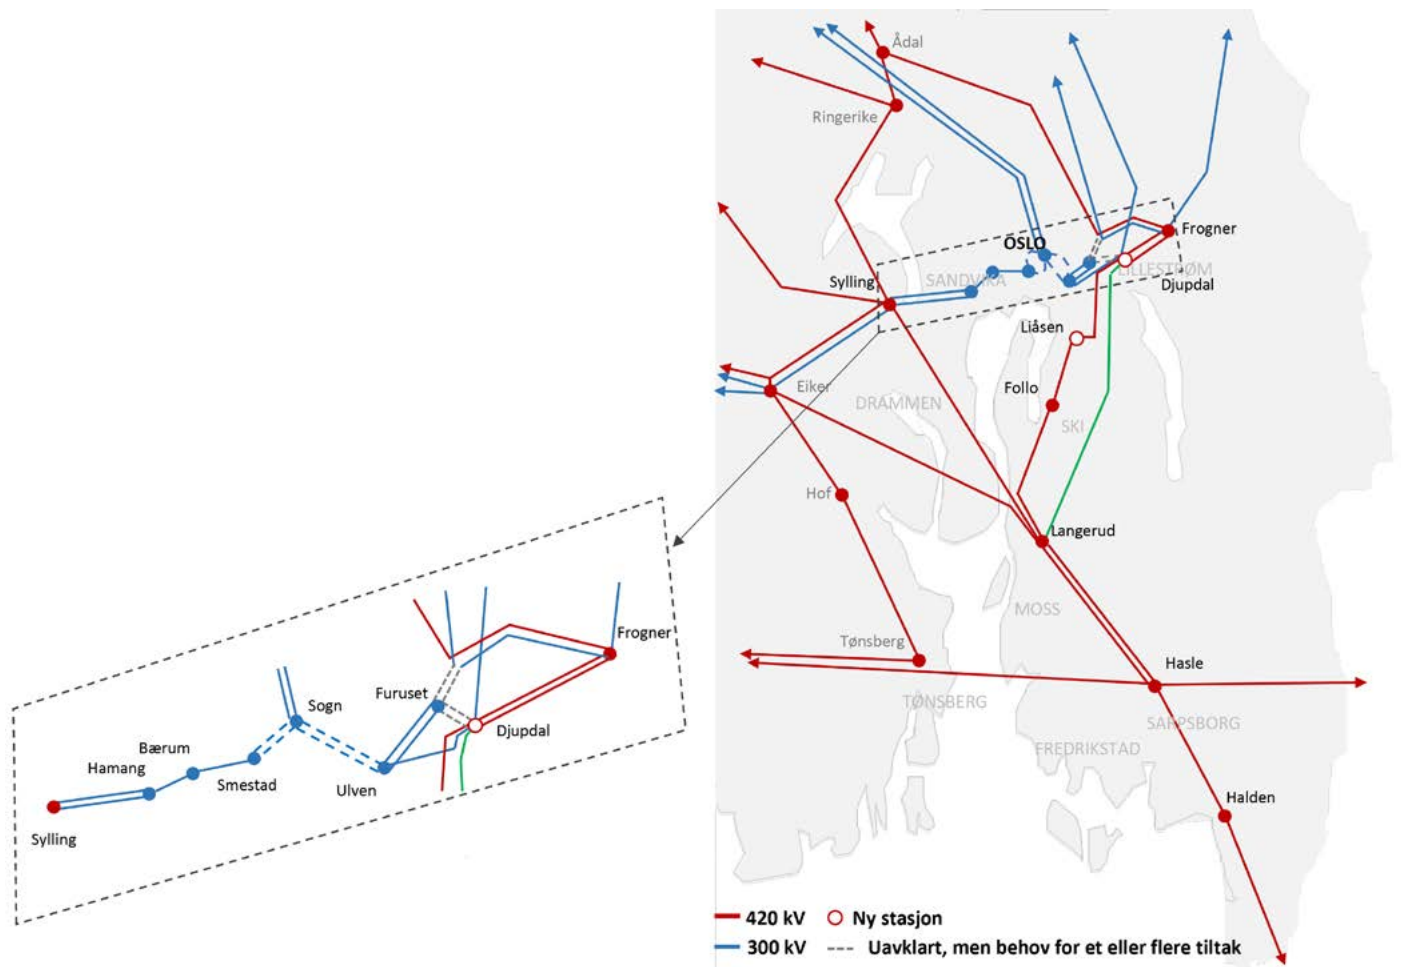 Ådal
Ringerike
OSLO
Frogner
Sylling
SANDVIKA
LILLESTRØM
Djupdal
Liåsen
Eiker
Follo
DRAMMEN
SKI
Hof
Langerud
MOSS
Tønsberg
Hasle
TØNSBERG
SARPSBORG
FREDRIKSTAD
Halden
Frogner
Furuset
Sogn
Djupdal
Bærum
Hamang
Smestad
Ulven
Sylling
420 kV
Ny stasjon
300 kV
Uavklart, men behov for et eller flere tiltak